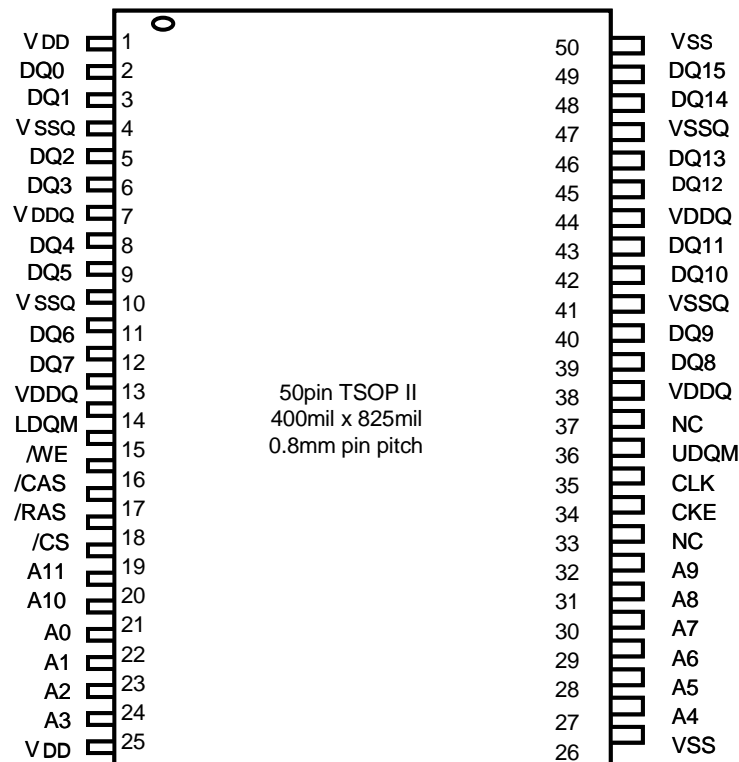 VDD 1 50 VSS
DQ0 2 49 DQ15
DQ1 3 48 DQ14
VSSQ 4 47 VSSQ
DQ2 5 46 DQ13
DQ3 6 45 DQ12
VDDQ 7 44 VDDQ
DQ4 8 43 DQ11
DQ5 9 42 DQ10
VSSQ 10 41 VSSQ
DQ6 11 40 DQ9
DQ7 12 39 DQ8
VDDQ 13 38 VDDQ
LDQM 14 37 NC
/WE 15 36 UDQM
/CAS 16 35 CLK
/RAS 17 34 CKE
/CS 18 33 NC
A11 19 32 A9
A10 20 31 A8
A0 21 30 A7
A1 22 29 A6
A2 23 28 A5
A3 24 27 A4
VDD 25 26 VSS
50pin TSOP II
400mil x 825mil
0.8mm pin pitch